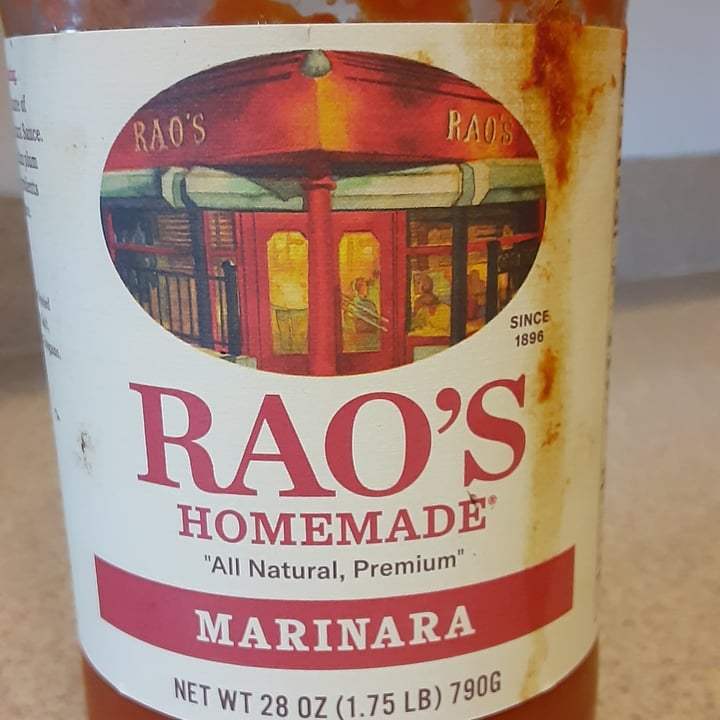 RAO'S RAO'S
SINCE
1896
RAO'S
HOMEMADE®
"All Natural, Premium"
MARINARA
NET WT 28 OZ (1.75 LB) 790G